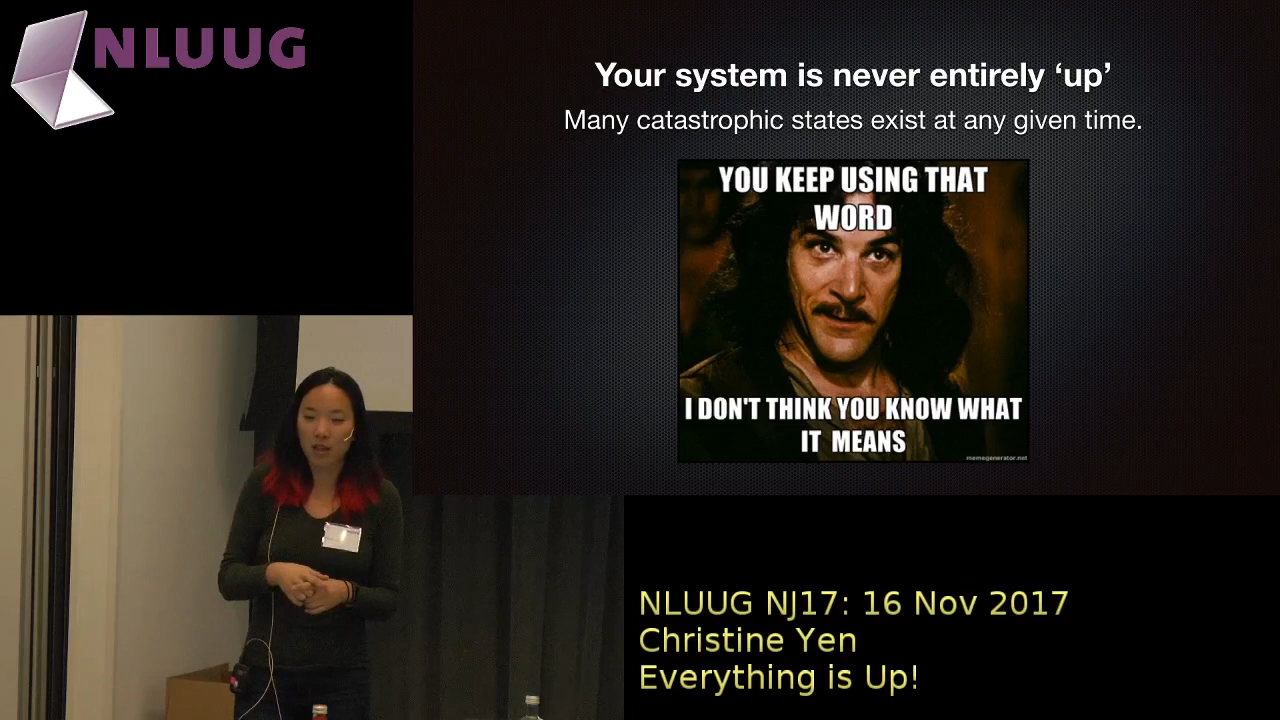 NLUUG
Your system is never entirely ‘up’
Many catastrophic states exist at any given time.
YOU KEEP USING THAT
WORD
I DON'T THINK YOU KNOW WHAT
IT MEANS
memegenerator.net
NLUUG NJ17: 16 Nov 2017
Christine Yen
Everything is Up!